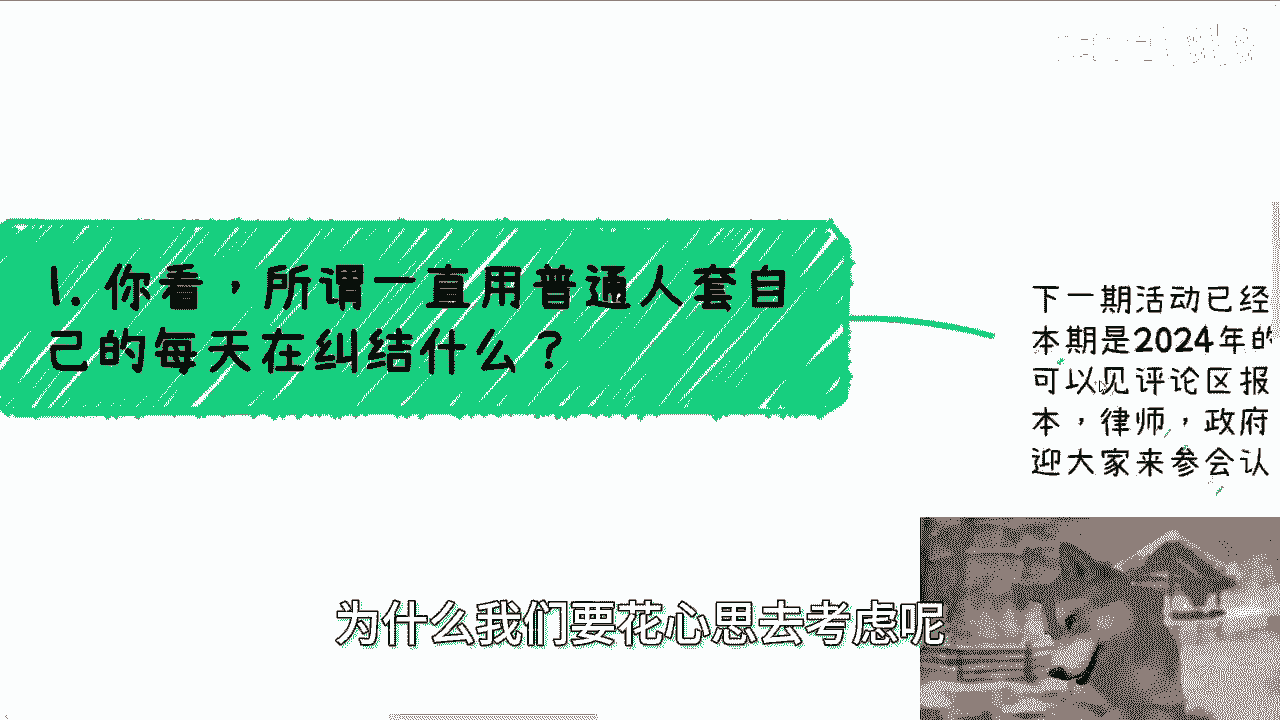 1. 你看，所谓一直用普通人套自
己的每天在纠结什么？
下一期活动已经
本期是2024年的
可以见评论区报
本，律师，政府
迎大家来参会认
为什么我们要花心思去考虑呢